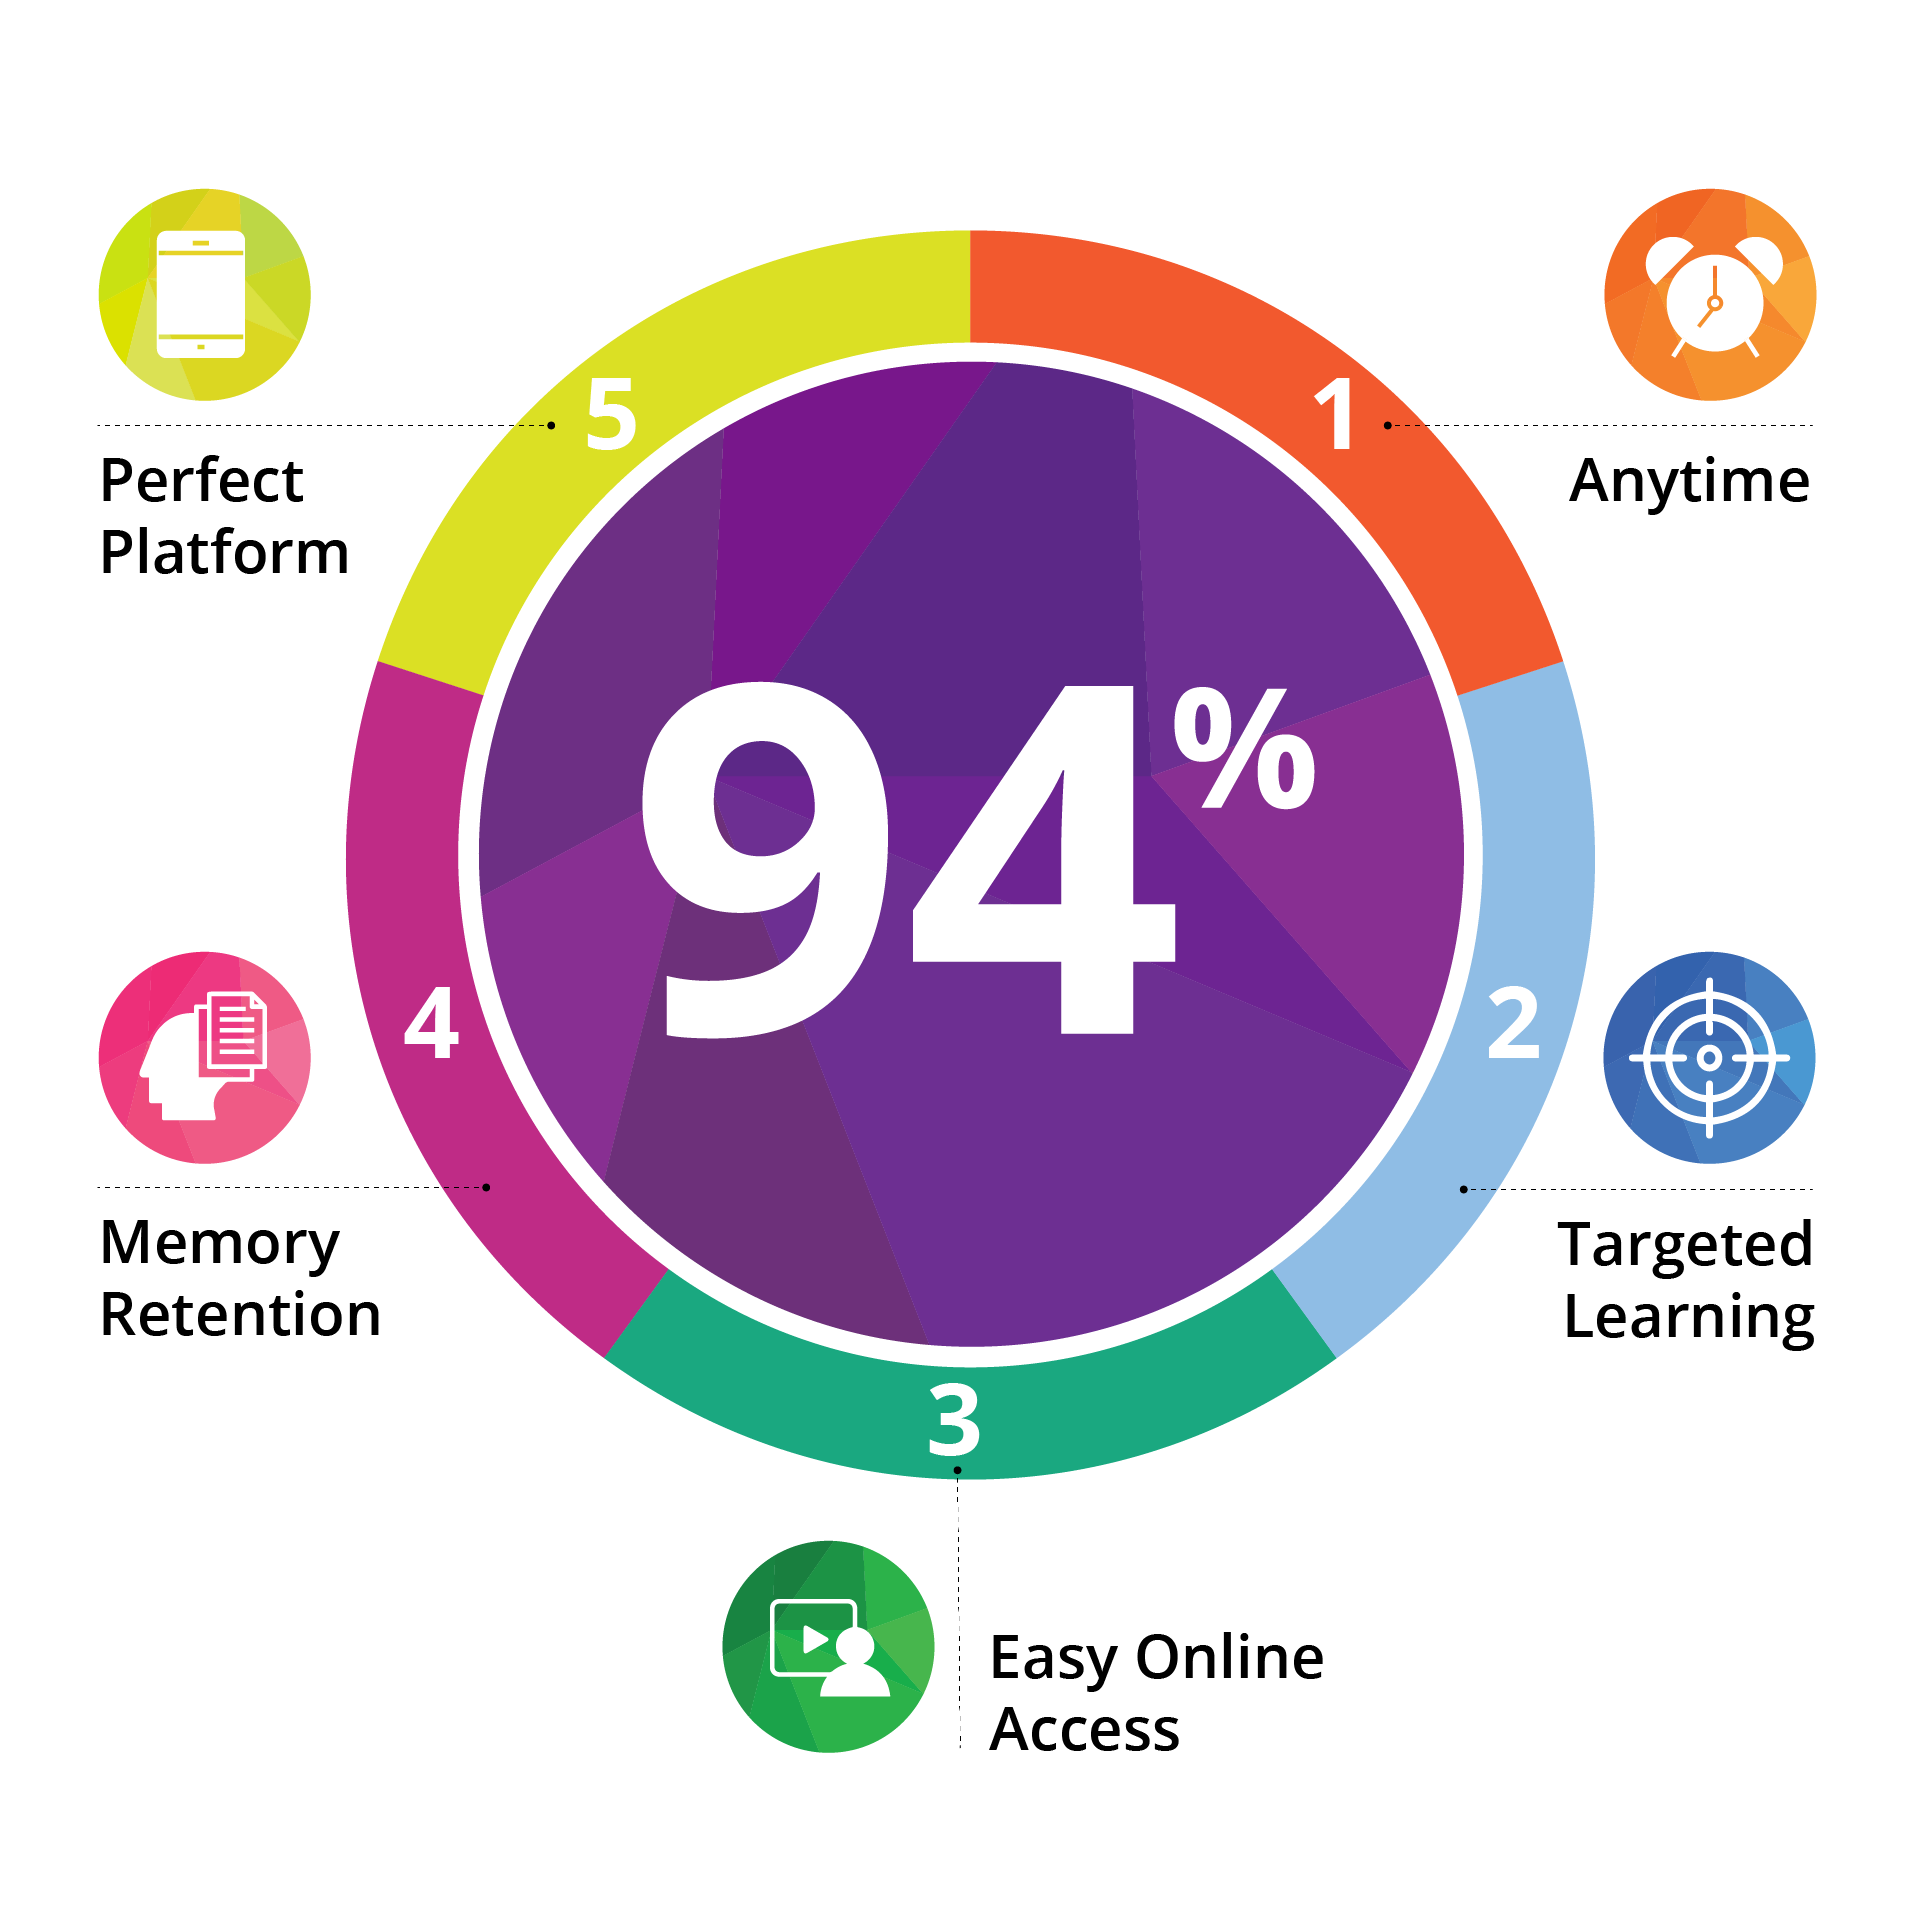 94%
1
Anytime
2
Targeted
Learning
3
Easy Online
Access
4
Memory
Retention
5
Perfect
Platform